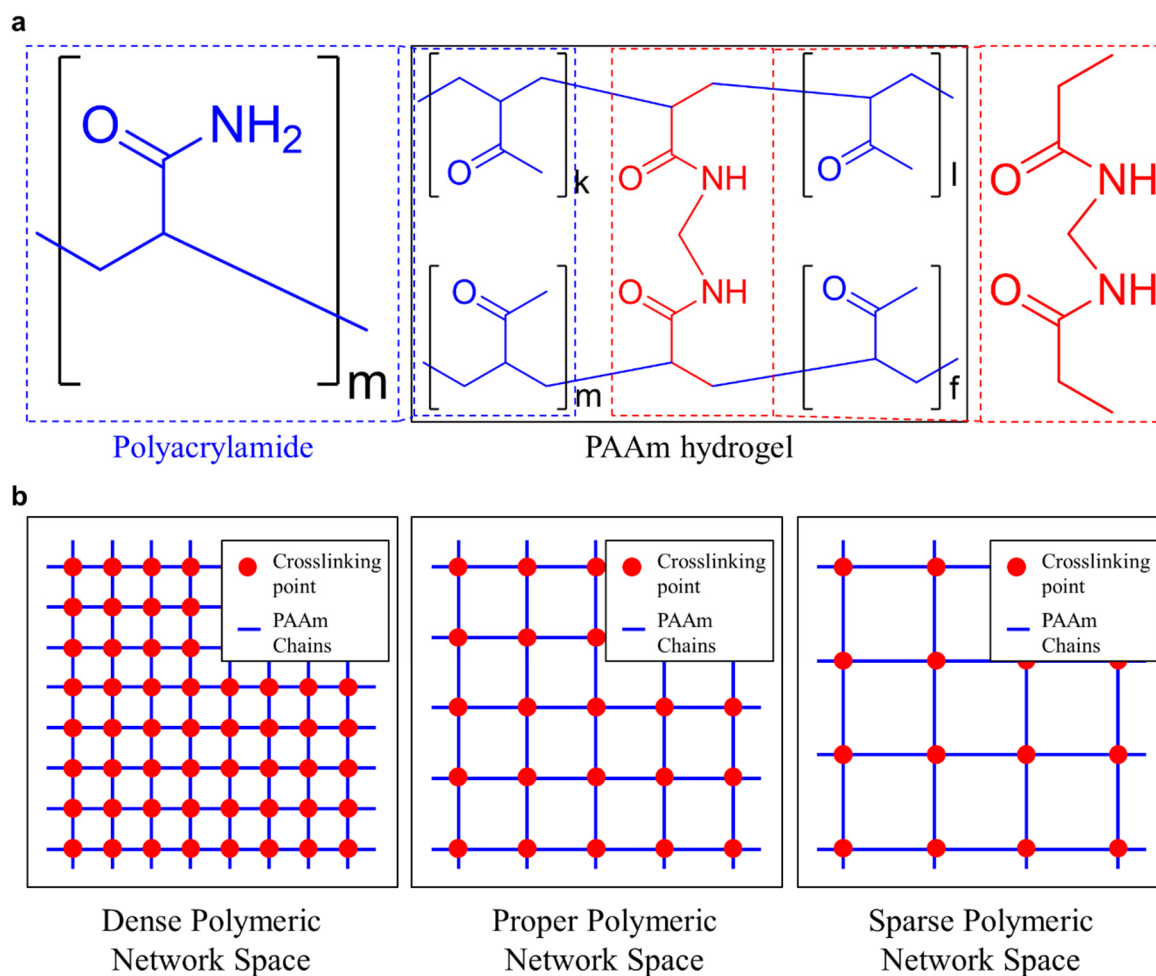 a
O
NH2
m
O
k
O
NH
O
l
O
NH
O
m
O
NH
O
f
O
NH
Polyacrylamide
PAAm hydrogel
b
Crosslinking
point
PAAm
Chains
Crosslinking
point
PAAm
Chains
Crosslinking
point
PAAm
Chains
Dense Polymeric
Network Space
Proper Polymeric
Network Space
Sparse Polymeric
Network Space